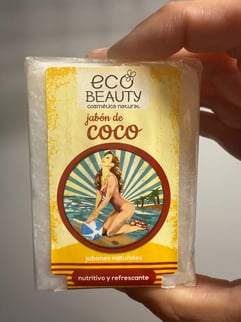 eco
BEAUTY
cosmética natural
jabón de
coco
jabones naturales
nutritivo y refrescante